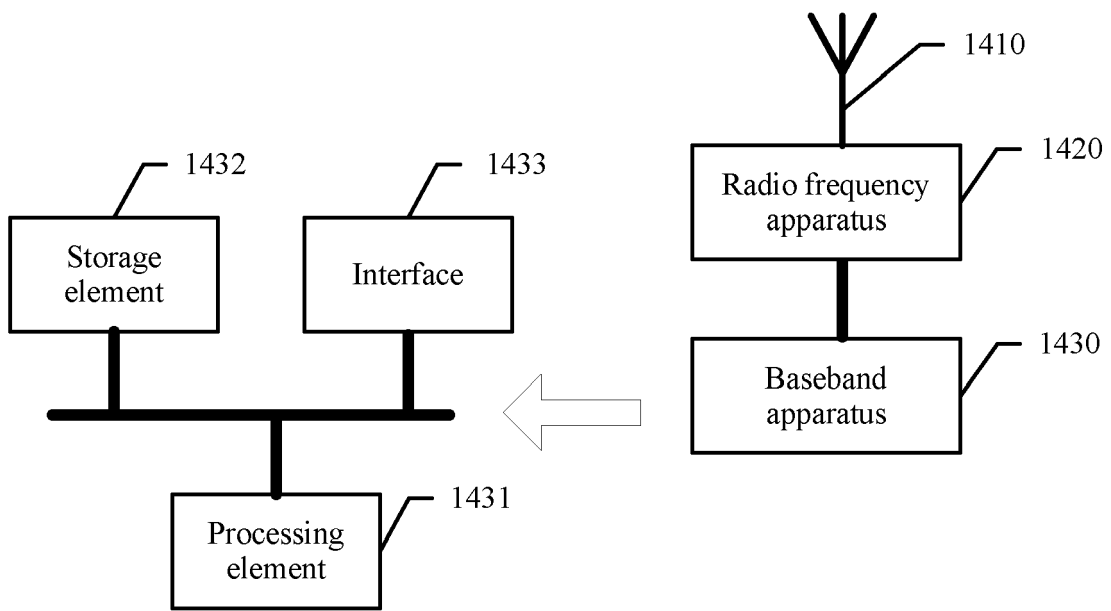 1410
1420
Radio frequency
apparatus
1432
1433
Storage
element
Interface
1430
Baseband
apparatus
1431
Processing
element